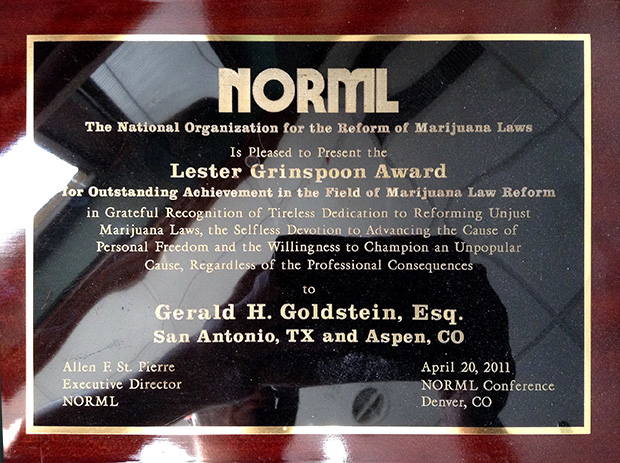 NORML
The National Organization for the Reform of Marijuana Laws
Is Pleased to Present the
Lester Grinspoon Award
for Outstanding Achievement in the Field of Marijuana Law Reform
in Grateful Recognition of Tireless Dedication to Reforming Unjust
Marijuana Laws, the Selfless Devotion to Advancing the Cause of
Personal Freedom and the Willingness to Champion an Unpopular
Cause, Regardless of the Professional Consequences
to
Gerald H. Goldstein, Esq.
San Antonio, TX and Aspen, CO
Allen F. St. Pierre
Executive Director
NORML
April 20, 2011
NORML Conference
Denver, CO